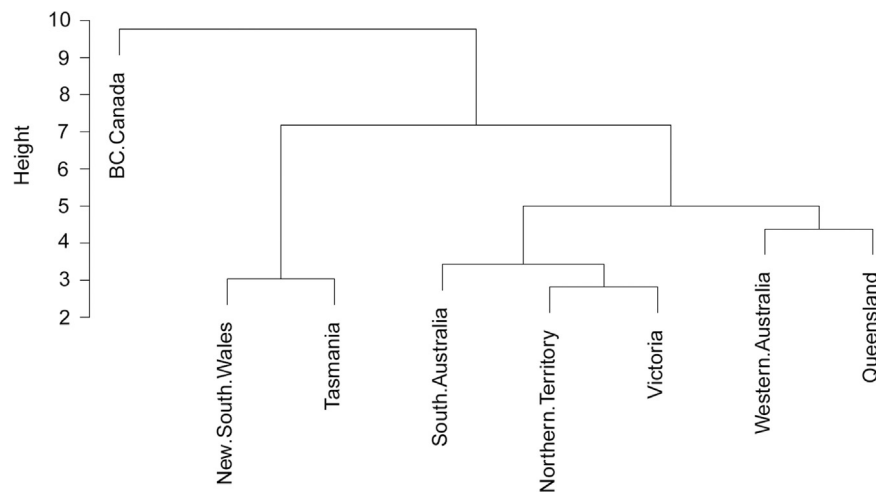 10
9
8
7
6
5
4
3
2
Height
BC.Canada
New.South.Wales
Tasmania
South.Australia
Northern.Territory
Victoria
Western.Australia
Queensland